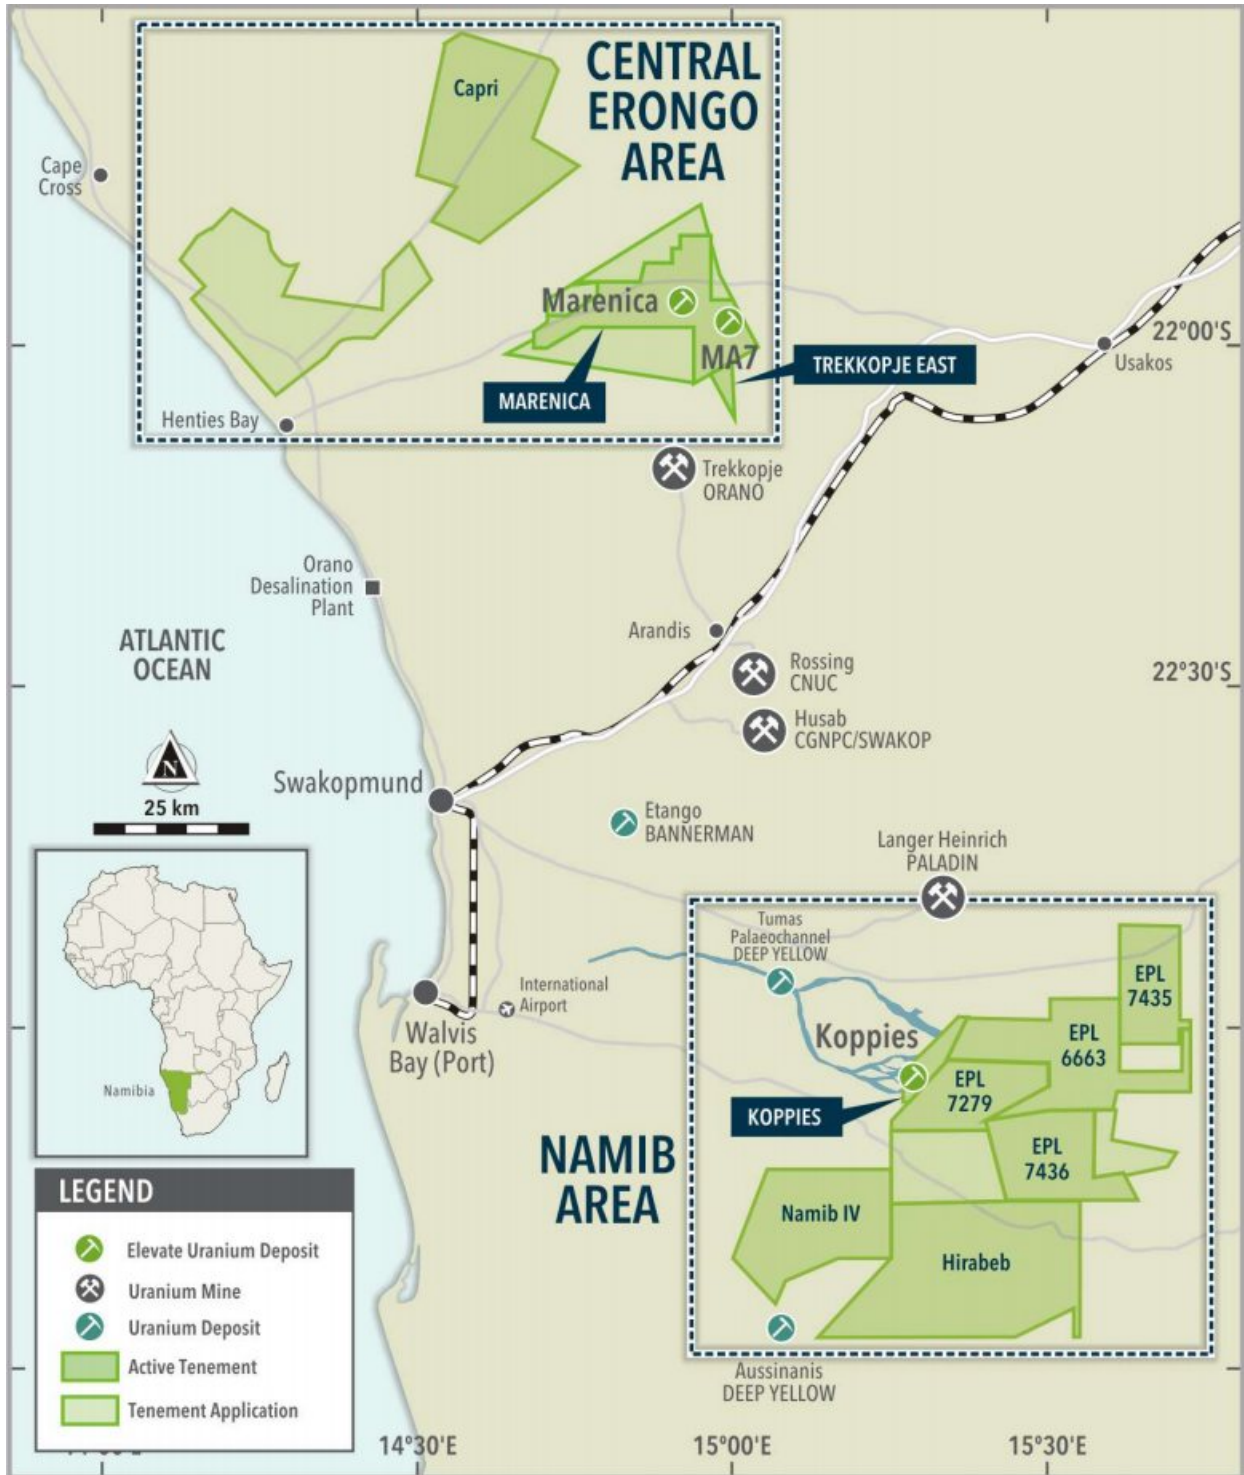 CENTRAL
ERONGO
AREA
Capri
Cape
Cross
Marenica
MA7
MARENICA
TREKKOPJE EAST
22°00'S
Usakos
Henties Bay
Trekkopje
ORANO
Orano
Desalination
Plant
Arandis
ATLANTIC
OCEAN
Rossing
CNUC
22°30'S
Husab
CGNPC/SWAKOP
N
25 km
Swakopmund
Etango
BANNERMAN
Langer Heinrich
PALADIN
Tumas
Palaeochannel
DEEP YELLOW
International
Airport
Walvis
Bay (Port)
Koppies
EPL
7435
EPL
6663
EPL
7279
KOPPIES
EPL
7436
Namibia
NAMIB
AREA
Namib IV
Hirabeb
Aussinanis
DEEP YELLOW
LEGEND
Elevate Uranium Deposit
Uranium Mine
Uranium Deposit
Active Tenement
Tenement Application
14°30'E
15°00'E
15°30'E